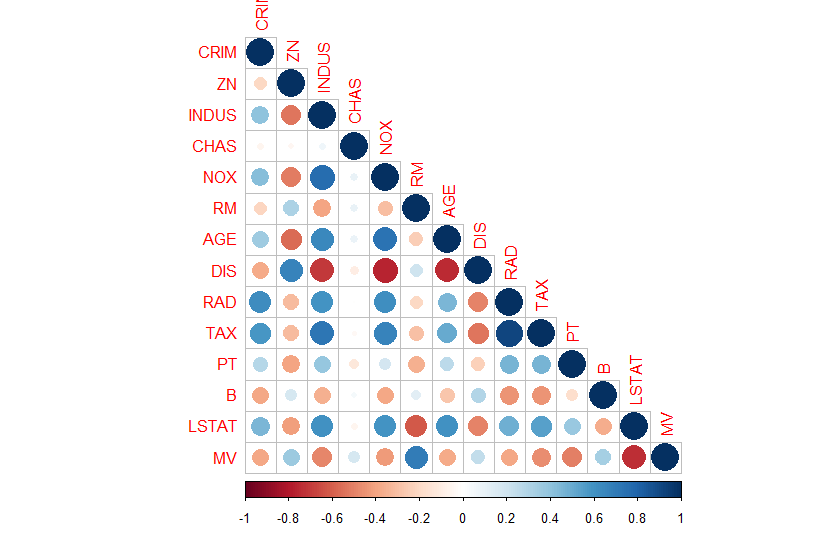 CRIM
ZN
INDUS
CHAS
NOX
RM
AGE
DIS
RAD
TAX
PT
B
LSTAT
MV
ZN
INDUS
CHAS
NOX
RM
AGE
DIS
RAD
TAX
PT
B
LSTAT
MV
-1 -0.8 -0.6 -0.4 -0.2 0 0.2 0.4 0.6 0.8 1